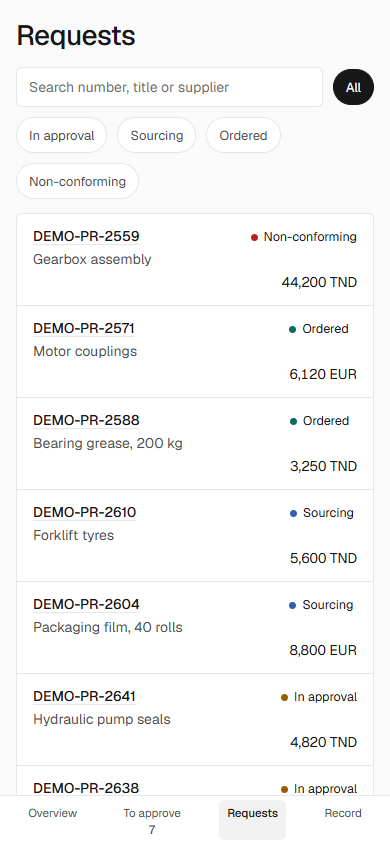 Requests
Search number, title or supplier
All
In approval
Sourcing
Ordered
Non-conforming
DEMO-PR-2559
Non-conforming
Gearbox assembly
44,200 TND
DEMO-PR-2571
Ordered
Motor couplings
6,120 EUR
DEMO-PR-2588
Ordered
Bearing grease, 200 kg
3,250 TND
DEMO-PR-2610
Sourcing
Forklift tyres
5,600 TND
DEMO-PR-2604
Sourcing
Packaging film, 40 rolls
8,800 EUR
DEMO-PR-2641
In approval
Hydraulic pump seals
4,820 TND
DEMO-PR-2638
In approval
Overview
To approve
7
Requests
Record